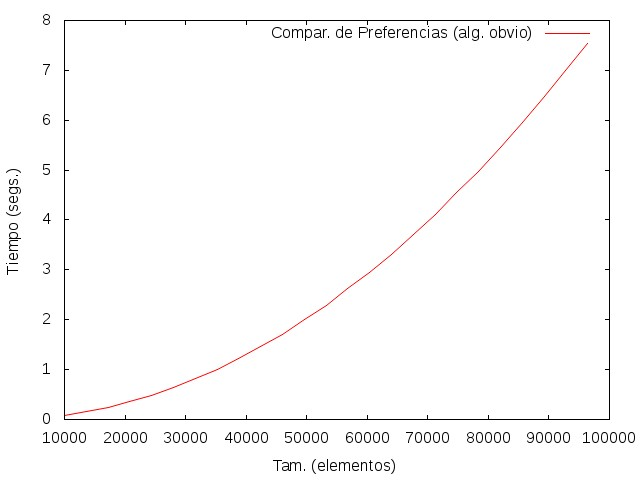 Compar. de Preferencias (alg. obvio)
8
7
6
5
4
3
2
1
0
Tiempo (segs.)
10000 20000 30000 40000 50000 60000 70000 80000 90000 100000
Tam. (elementos)